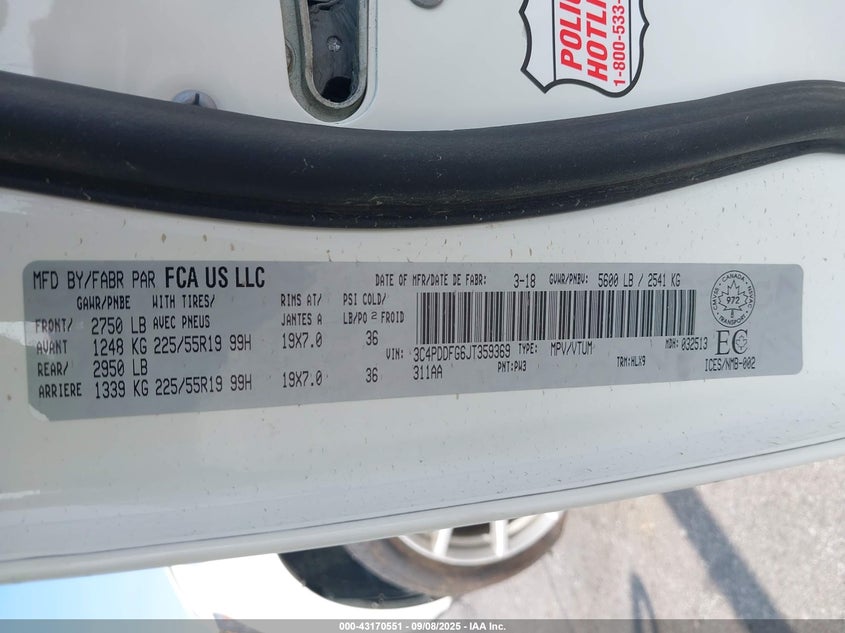 POLIC
HOTLIN
1-800-533-
MFD BY/FABR PAR FCA US LLC
DATE OF MFR/DATE DE FABR: 3-18 GVWR/PNBV: 5600 LB / 2541 KG
GAWR/PNBE WITH TIRES/ RIMS AT/ PSI COLD/
FRONT/ 2750 LB AVEC PNEUS JANTES A LB/PO2 FROID
AVANT 1248 KG 225/55R19 99H 19X7.0 36
REAR/ 2950 LB
ARRIERE 1339 KG 225/55R19 99H 19X7.0 36
VIN: 3C4PDDFG6JT359369 TYPE: MPV/VTUM MDH: 032513
311AA PNT: PW3 TRM: HLX9
CANADA
972
EC
ICES/NMB-002
000-43170551 - 09/08/2025 - IAA Inc.